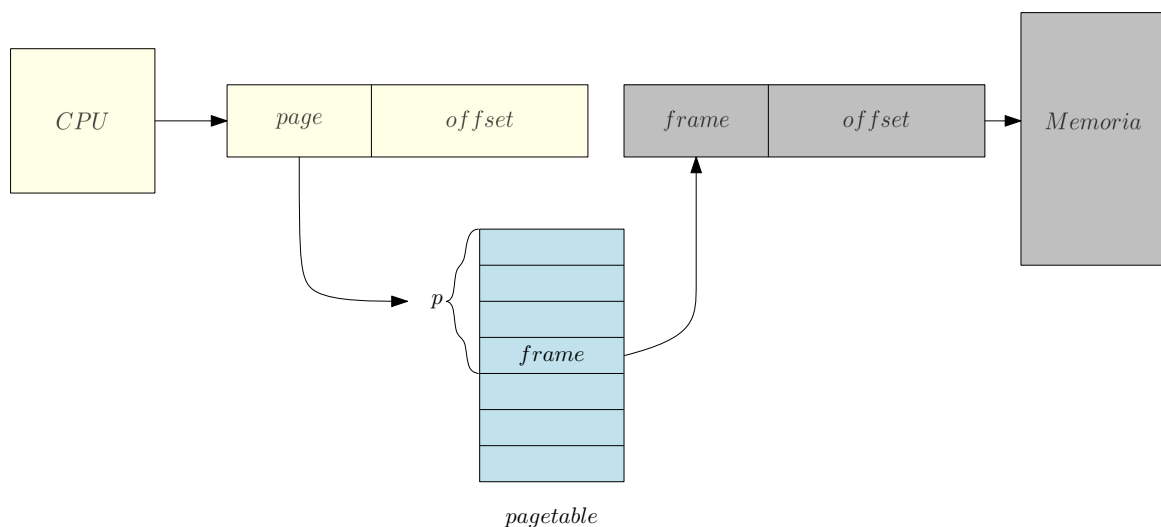 CPU
page
offset
frame
offset
Memoria
p
frame
pagetable